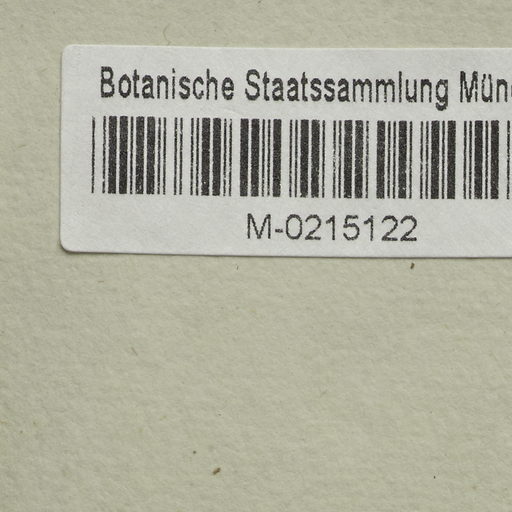 Botanische Staatssammlung Mün
M-0215122